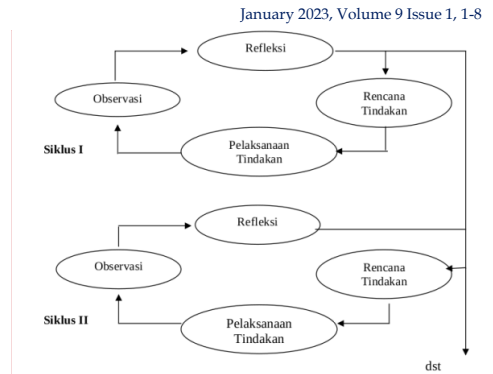 January 2023, Volume 9 Issue 1, 1-8
Refleksi
Observasi
Rencana
Tindakan
Siklus I
Pelaksanaan
Tindakan
Refleksi
Observasi
Rencana
Tindakan
Siklus II
Pelaksanaan
Tindakan
dst